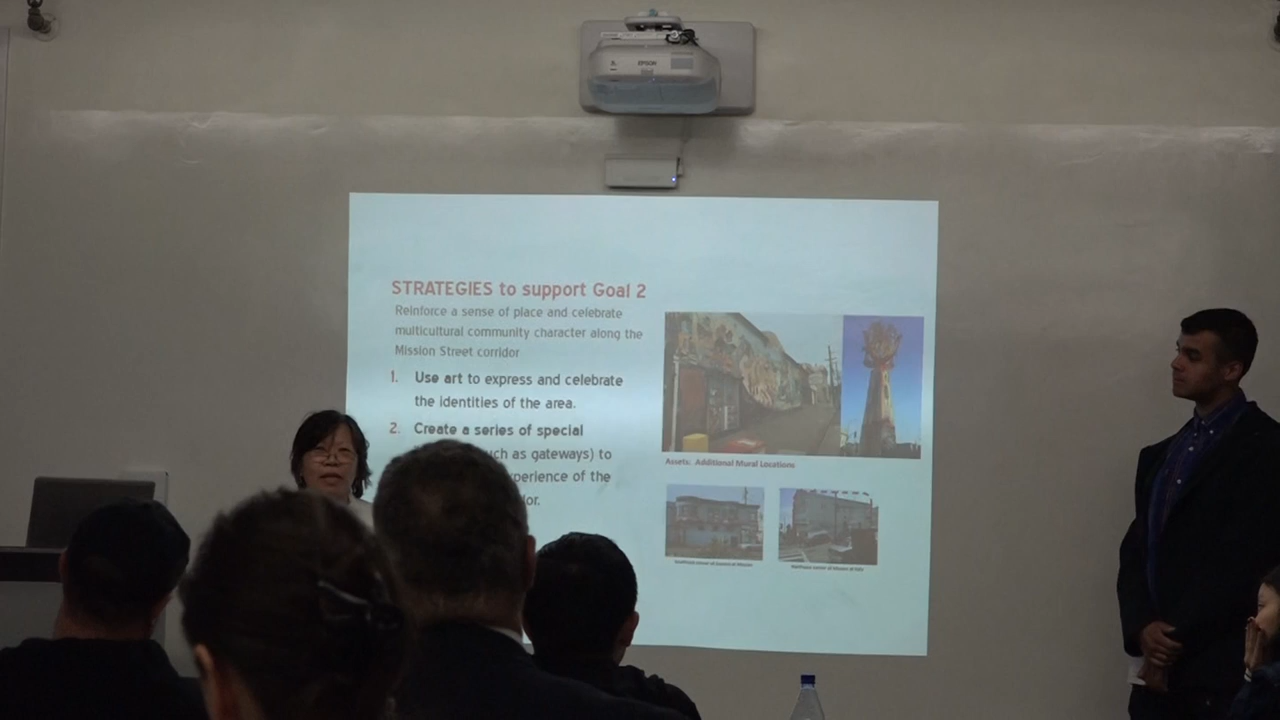 EPSON
STRATEGIES to support Goal 2
Reinforce a sense of place and celebrate
multicultural community character along the
Mission Street corridor
1. Use art to express and celebrate
the identities of the area.
2. Create a series of special
uch as gateways) to
perience of the
dor.
Assets: Additional Mural Locations